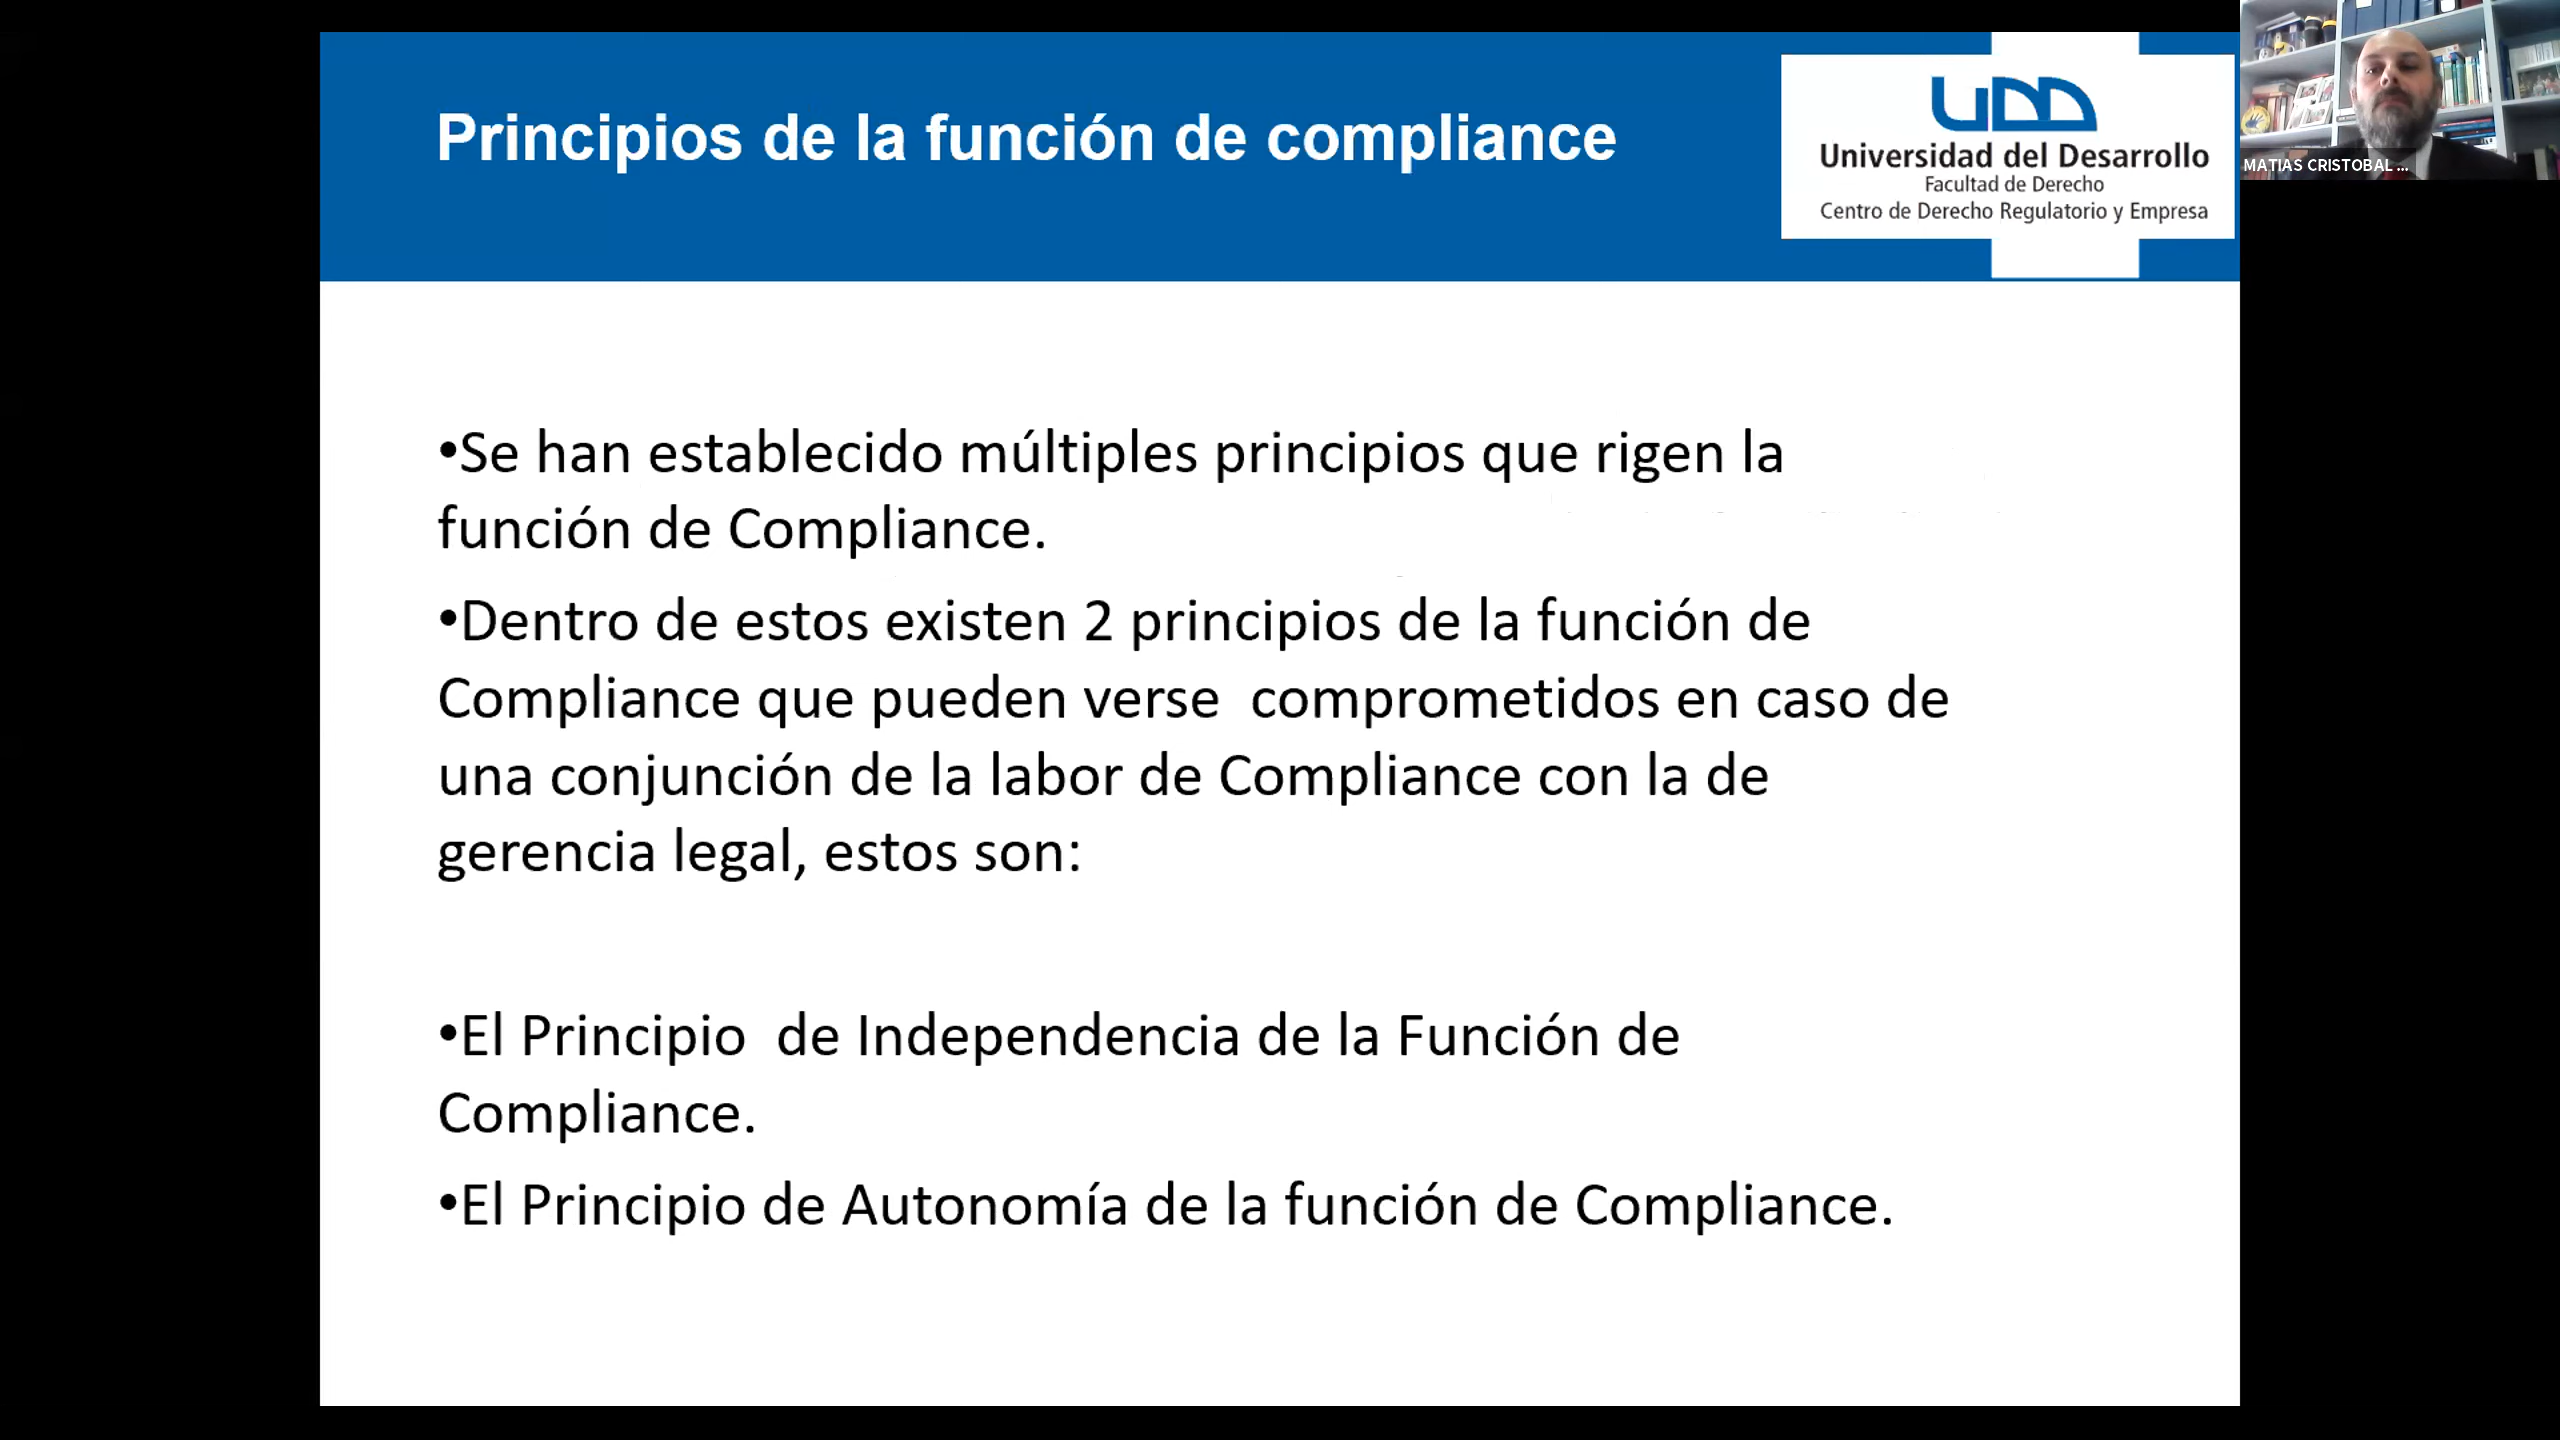 Principios de la función de compliance
UDD
Universidad del Desarrollo
Facultad de Derecho
Centro de Derecho Regulatorio y Empresa
MATIAS CRISTOBAL ...
•Se han establecido múltiples principios que rigen la
función de Compliance.
•Dentro de estos existen 2 principios de la función de
Compliance que pueden verse  comprometidos en caso de
una conjunción de la labor de Compliance con la de
gerencia legal, estos son:
•El Principio  de Independencia de la Función de
Compliance.
•El Principio de Autonomía de la función de Compliance.